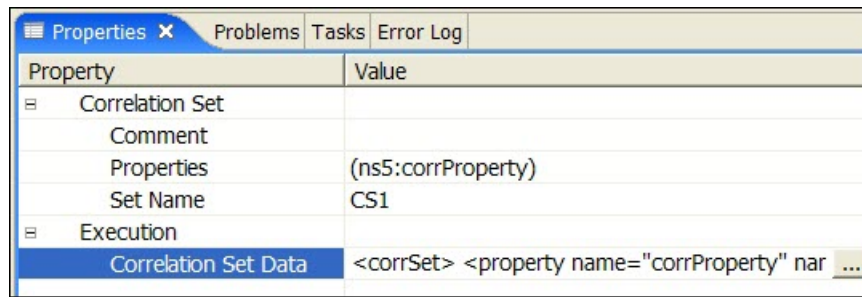 Properties Problems Tasks Error Log
Property Value
Correlation Set
Comment
Properties (ns5:corrProperty)
Set Name CS1
Execution
Correlation Set Data <corrSet> <property name="corrProperty" nar ...